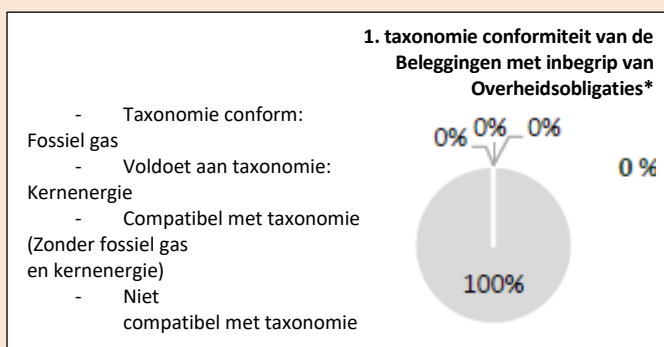 1. taxonomie conformiteit van de
Beleggingen met inbegrip van
Overheidsobligaties*
- Taxonomie conform:
Fossiel gas
- Voldoet aan taxonomie:
Kernenergie
- Compatibel met taxonomie
(Zonder fossiel gas
en kernenergie)
- Niet
compatibel met taxonomie
0% 0% 0%
0 %
100%